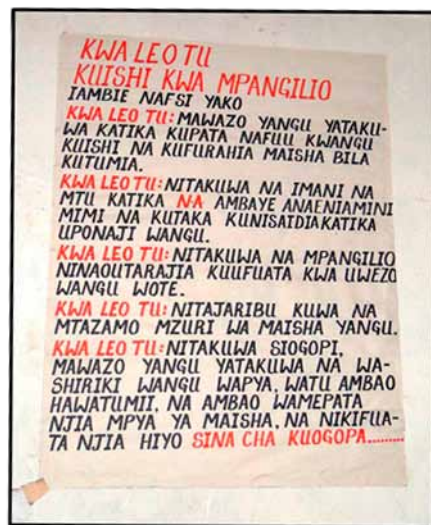 KWA LEO TU
KUISHI KWA MPANGILIO
IAMBIE NAFSI YAKO
KWA LEO TU: MAWAZO YANGU YATAKU-
WA KATIKA KUPATA NAFUU KWANGU
KUISHI NA KUFURAHIA MAISHA BILA
KUTUMIA.
KWA LEO TU: NITAKUWA NA IMANI NA
MTU KATIKA N·A AMBAYE ANAENIAMINI
MIMI NA KUTAKA KUNISAIDIA KATIKA
UPONAJI WANGU.
KWA LEO TU: NITAKUWA NA MPANGILIO
NINAOUTARAJIA KUUFUATA KWA UWEZO
WANGU WOTE.
KWA LEO TU: NITAJARIBU KUWA NA
MTAZAMO MZURI WA MAISHA YANGU.
KWA LEO TU: NITAKUWA SIOGOPI,
MAWAZO YANGU YATAKUWA NA WA-
SHIRIKI WANGU WAPYA, WATU AMBAO
HAWATUMII, NA AMBAO WAMEPATA
NJIA MPYA YA MAISHA, NA NIKIFUA-
TA NJIA HIYO SINA CHA KUOGOPA..........